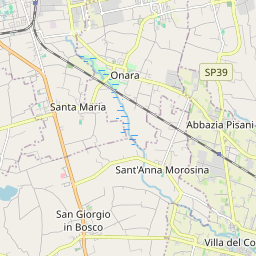 Onara
SP39
Santa Maria
Abbazia Pisani
Sant'Anna Morosina
San Giorgio
in Bosco
Villa del Co